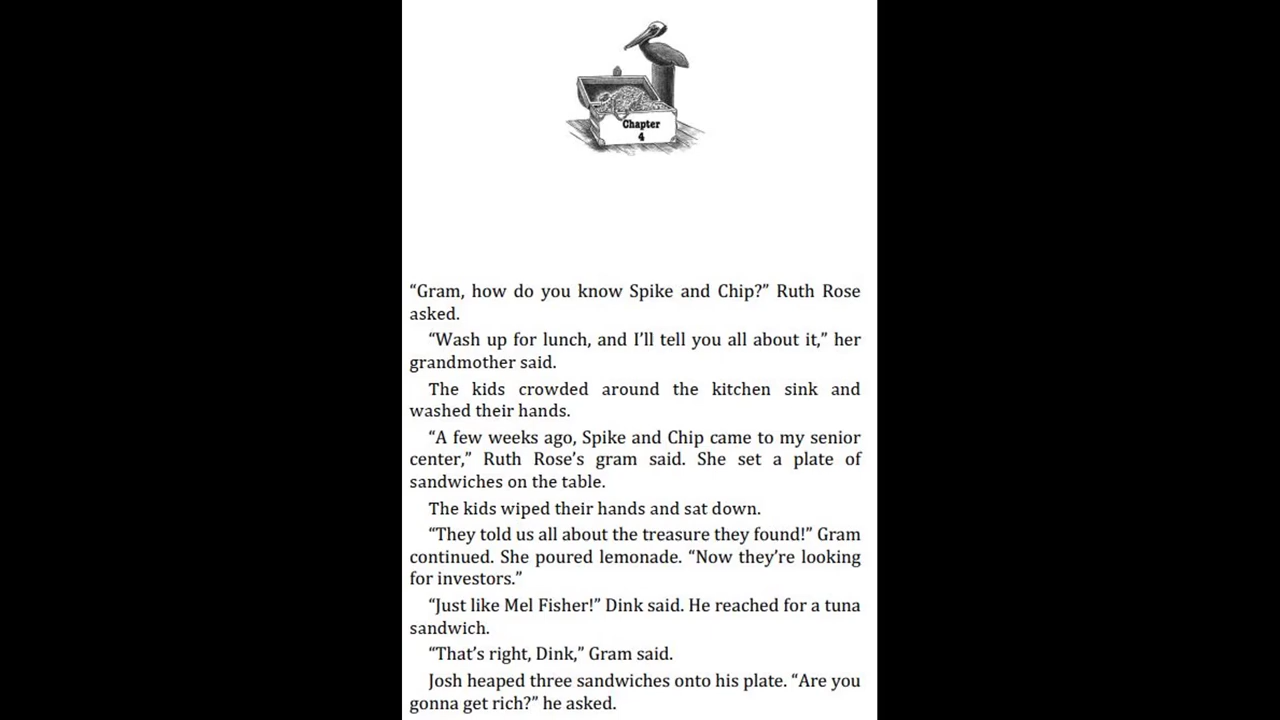 Chapter
4
“Gram, how do you know Spike and Chip?” Ruth Rose
asked.
“Wash up for lunch, and I’ll tell you all about it,” her
grandmother said.
The kids crowded around the kitchen sink and
washed their hands.
“A few weeks ago, Spike and Chip came to my senior
center,” Ruth Rose’s gram said. She set a plate of
sandwiches on the table.
The kids wiped their hands and sat down.
“They told us all about the treasure they found!” Gram
continued. She poured lemonade. “Now they’re looking
for investors.”
“Just like Mel Fisher!” Dink said. He reached for a tuna
sandwich.
“That’s right, Dink,” Gram said.
Josh heaped three sandwiches onto his plate. “Are you
gonna get rich?” he asked.